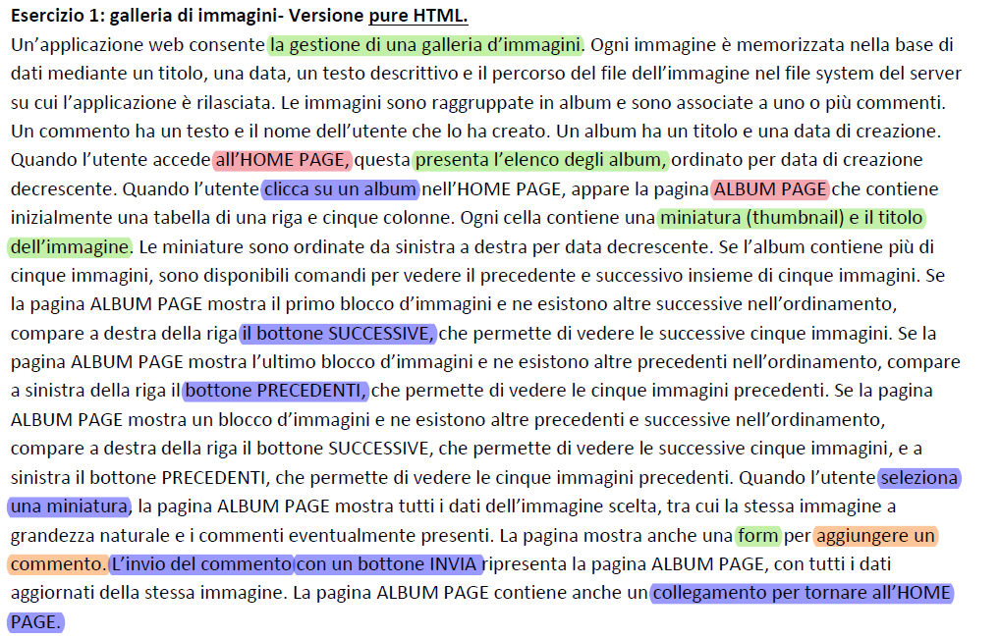 Esercizio 1: galleria di immagini- Versione pure HTML.
Un’applicazione web consente la gestione di una galleria d’immagini. Ogni immagine è memorizzata nella base di
dati mediante un titolo, una data, un testo descrittivo e il percorso del file dell’immagine nel file system del server
su cui l’applicazione è rilasciata. Le immagini sono raggruppate in album e sono associate a uno o più commenti.
Un commento ha un testo e il nome dell’utente che lo ha creato. Un album ha un titolo e una data di creazione.
Quando l’utente accede all’HOME PAGE, questa presenta l’elenco degli album, ordinato per data di creazione
decrescente. Quando l’utente clicca su un album nell’HOME PAGE, appare la pagina ALBUM PAGE che contiene
inizialmente una tabella di una riga e cinque colonne. Ogni cella contiene una miniatura (thumbnail) e il titolo
dell’immagine. Le miniature sono ordinate da sinistra a destra per data decrescente. Se l’album contiene più di
cinque immagini, sono disponibili comandi per vedere il precedente e successivo insieme di cinque immagini. Se
la pagina ALBUM PAGE mostra il primo blocco d’immagini e ne esistono altre successive nell’ordinamento,
compare a destra della riga il bottone SUCCESSIVE, che permette di vedere le successive cinque immagini. Se la
pagina ALBUM PAGE mostra l’ultimo blocco d’immagini e ne esistono altre precedenti nell’ordinamento, compare
a sinistra della riga il bottone PRECEDENTI, che permette di vedere le cinque immagini precedenti. Se la pagina
ALBUM PAGE mostra un blocco d’immagini e ne esistono altre precedenti e successive nell’ordinamento,
compare a destra della riga il bottone SUCCESSIVE, che permette di vedere le successive cinque immagini, e a
sinistra il bottone PRECEDENTI, che permette di vedere le cinque immagini precedenti. Quando l’utente seleziona
una miniatura, la pagina ALBUM PAGE mostra tutti i dati dell’immagine scelta, tra cui la stessa immagine a
grandezza naturale e i commenti eventualmente presenti. La pagina mostra anche una form per aggiungere un
commento. L’invio del commento con un bottone INVIA ripresenta la pagina ALBUM PAGE, con tutti i dati
aggiornati della stessa immagine. La pagina ALBUM PAGE contiene anche un collegamento per tornare all’HOME
PAGE.